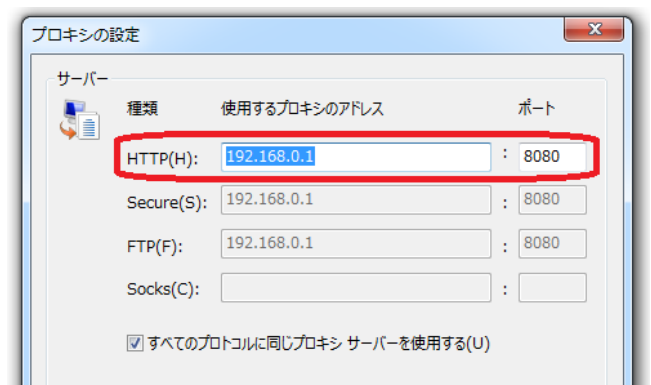 プロキシの設定
サーバー
種類 使用するプロキシのアドレス ポート
HTTP(H): 192.168.0.1 : 8080
Secure(S): 192.168.0.1 : 8080
FTP(F): 192.168.0.1 : 8080
Socks(C): :
すべてのプロトコルに同じプロキシ サーバーを使用する(U)